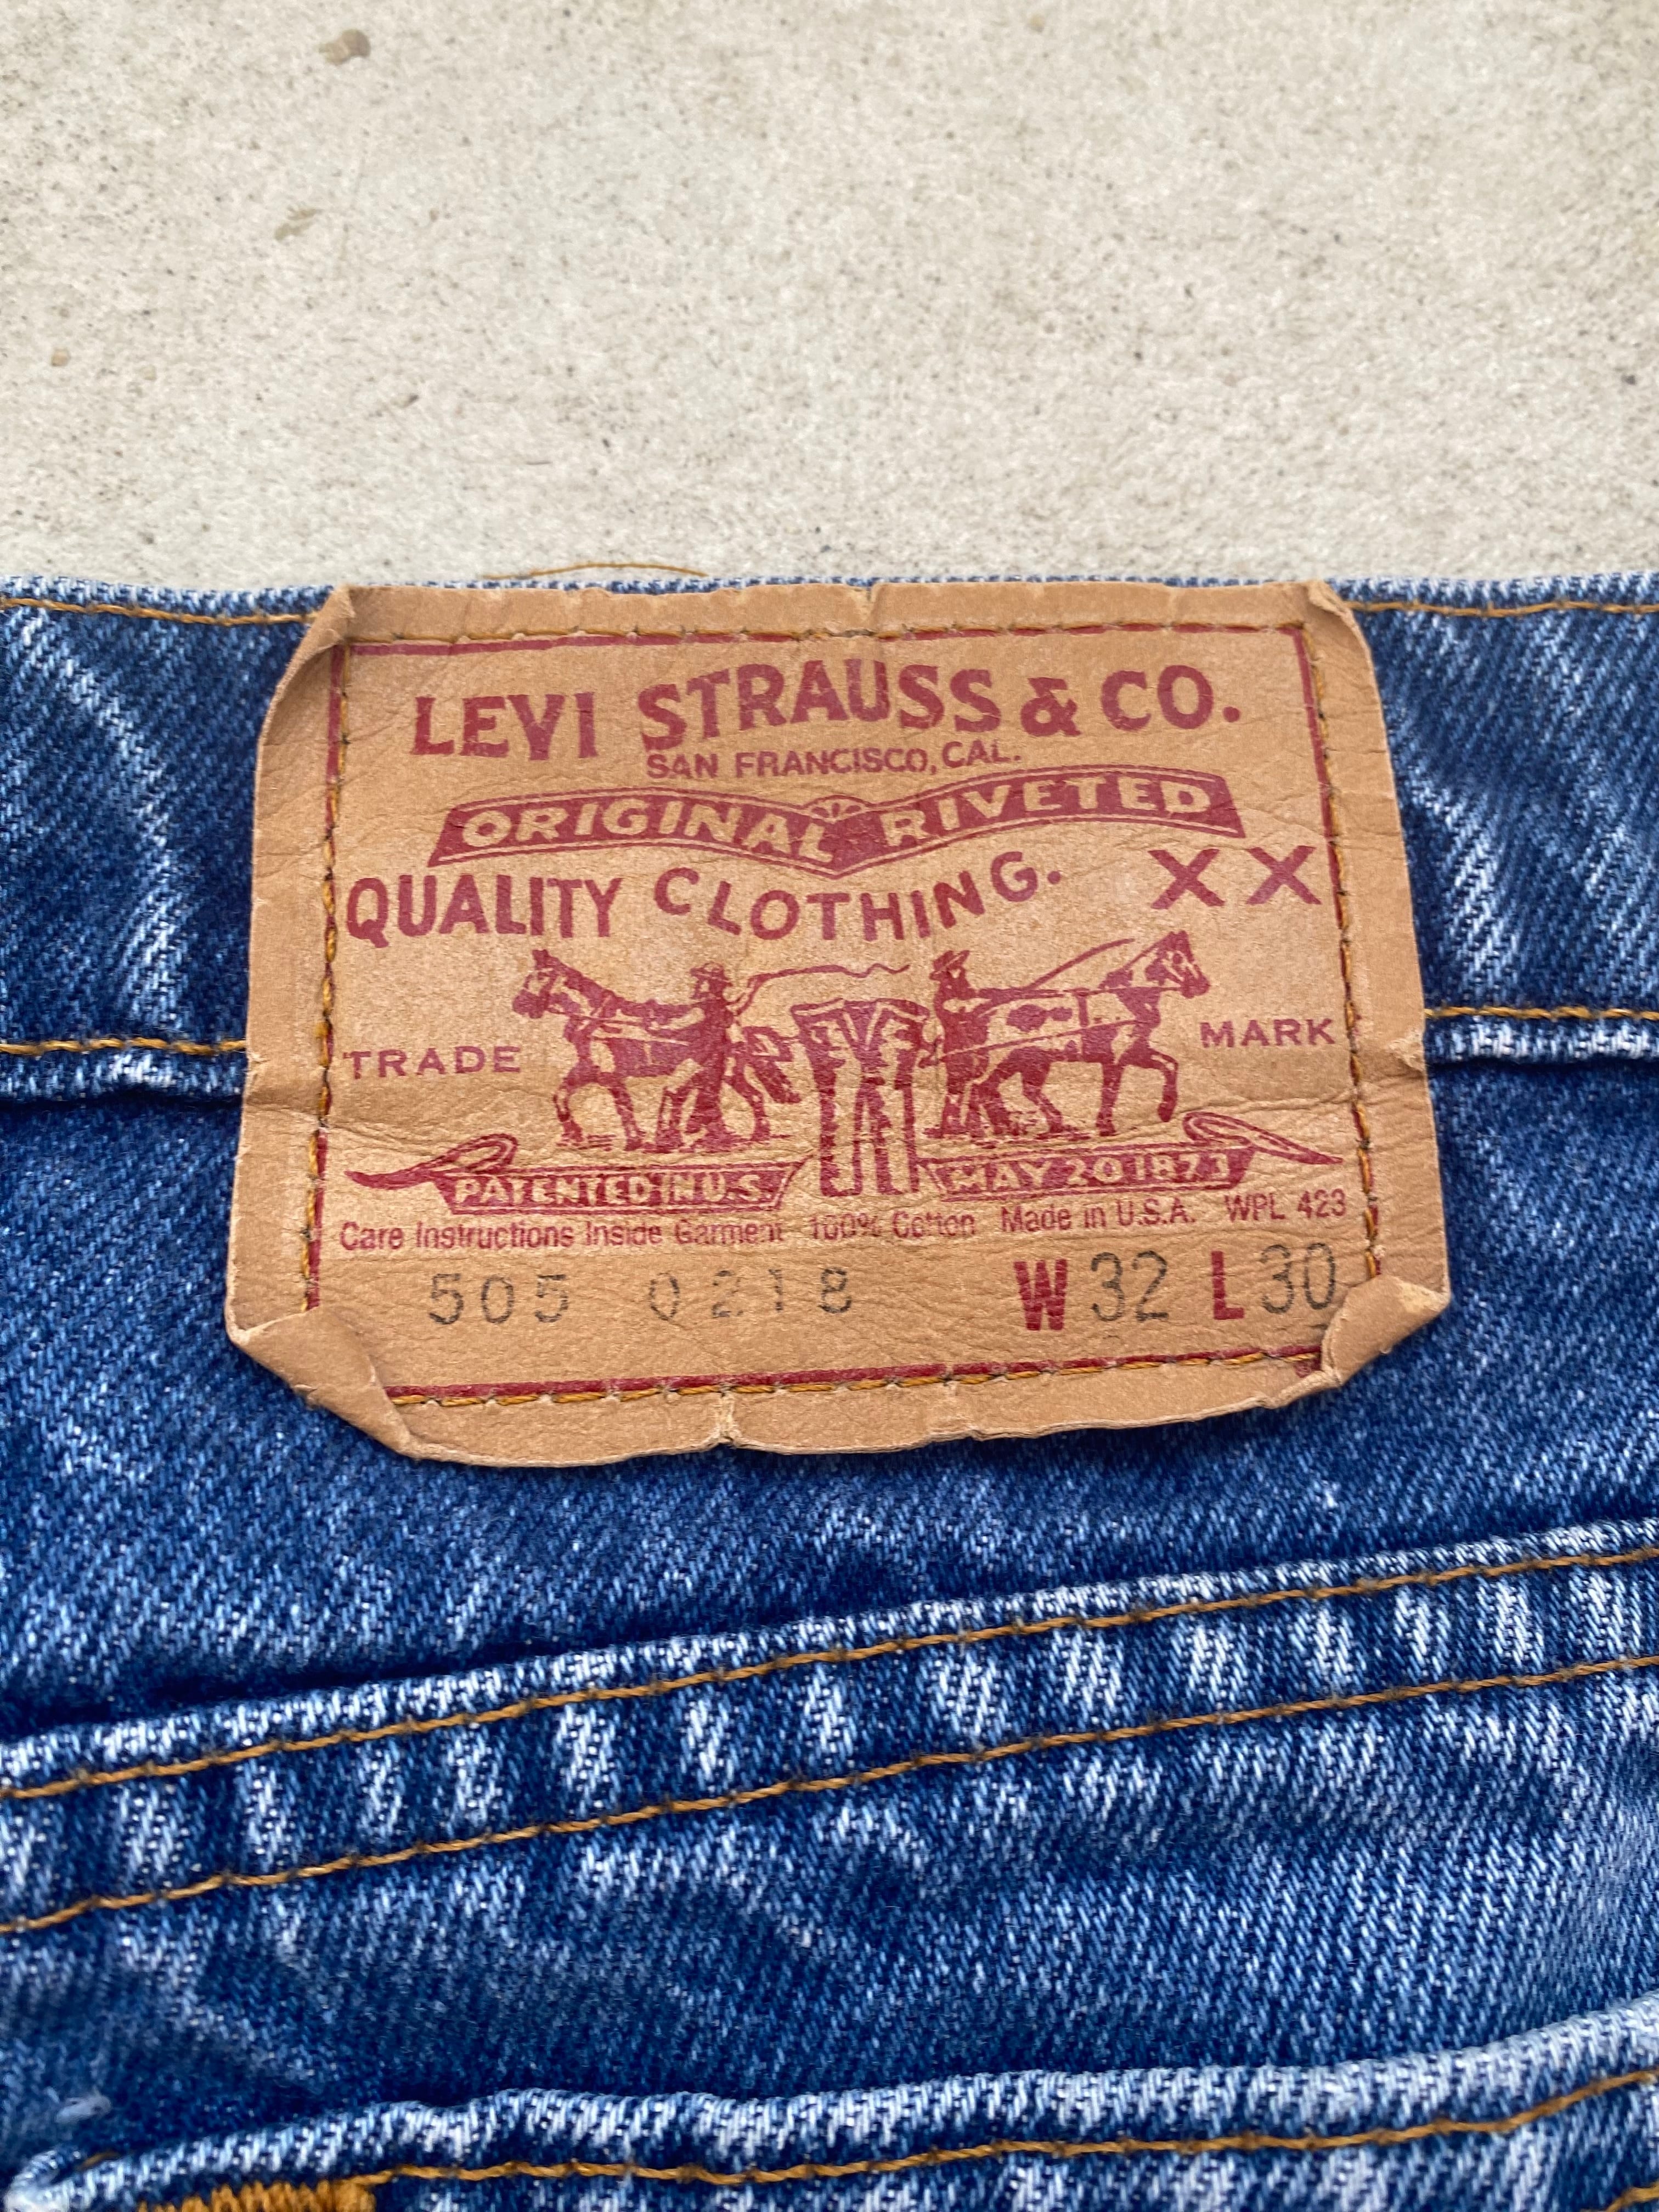 LEVI STRAUSS & CO.
SAN FRANCISCO, CAL.
ORIGINAL RIVETED
QUALITY CLOTHING. XX
TRADE MARK
PATENTED IN U.S. MAY 20 1873
Care Instructions Inside Garment 100% Cotton Made in U.S.A. WPL 423
505 0218 W 32 L 30